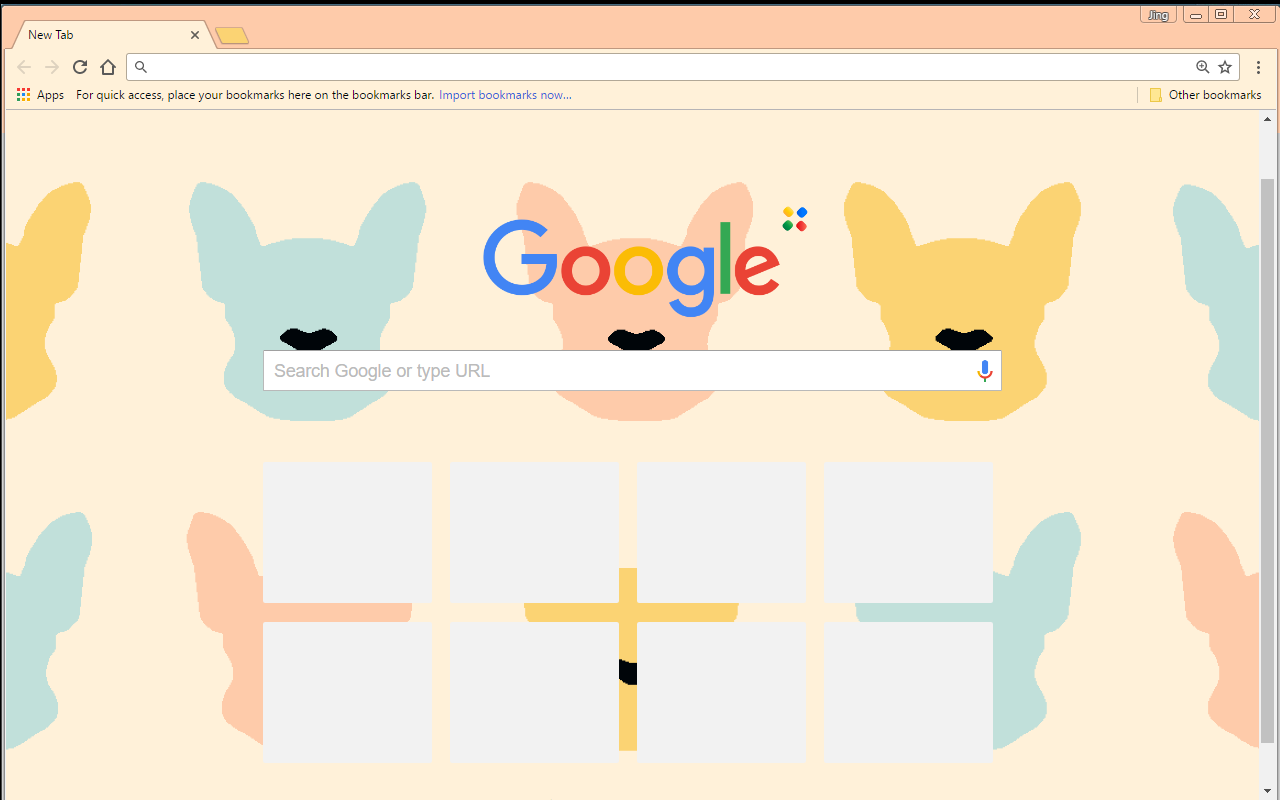 Jing
New Tab
Apps For quick access, place your bookmarks here on the bookmarks bar. Import bookmarks now... Other bookmarks
Google
Search Google or type URL